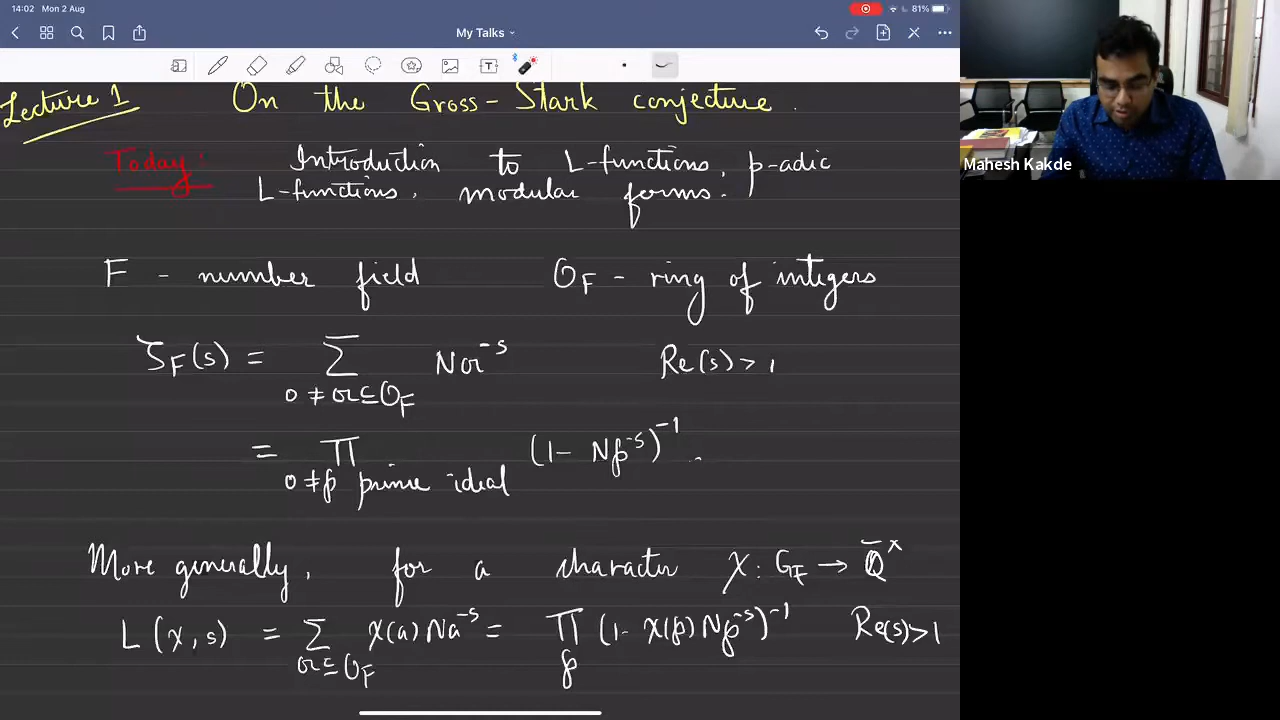 14:02 Mon 2 Aug
81%
My Talks
Lecture 1 On the Gross-Stark conjecture.
Today: Introduction to L-functions, p-adic
L-functions, modular forms.
Mahesh Kakde
F - number field O_F - ring of integers
ζ_F(s) = Σ_{0≠𝔞⊆O_F} N𝔞^{-s} Re(s) > 1
= Π_{0≠𝔭 prime ideal} (1 - N𝔭^{-s})^{-1}.
More generally, for a character χ: G_F → Q̄^×
L(χ, s) = Σ_{𝔞⊆O_F} χ(a) Na^{-s} = Π_𝔭 (1 - χ(𝔭) N𝔭^{-s})^{-1} Re(s) > 1